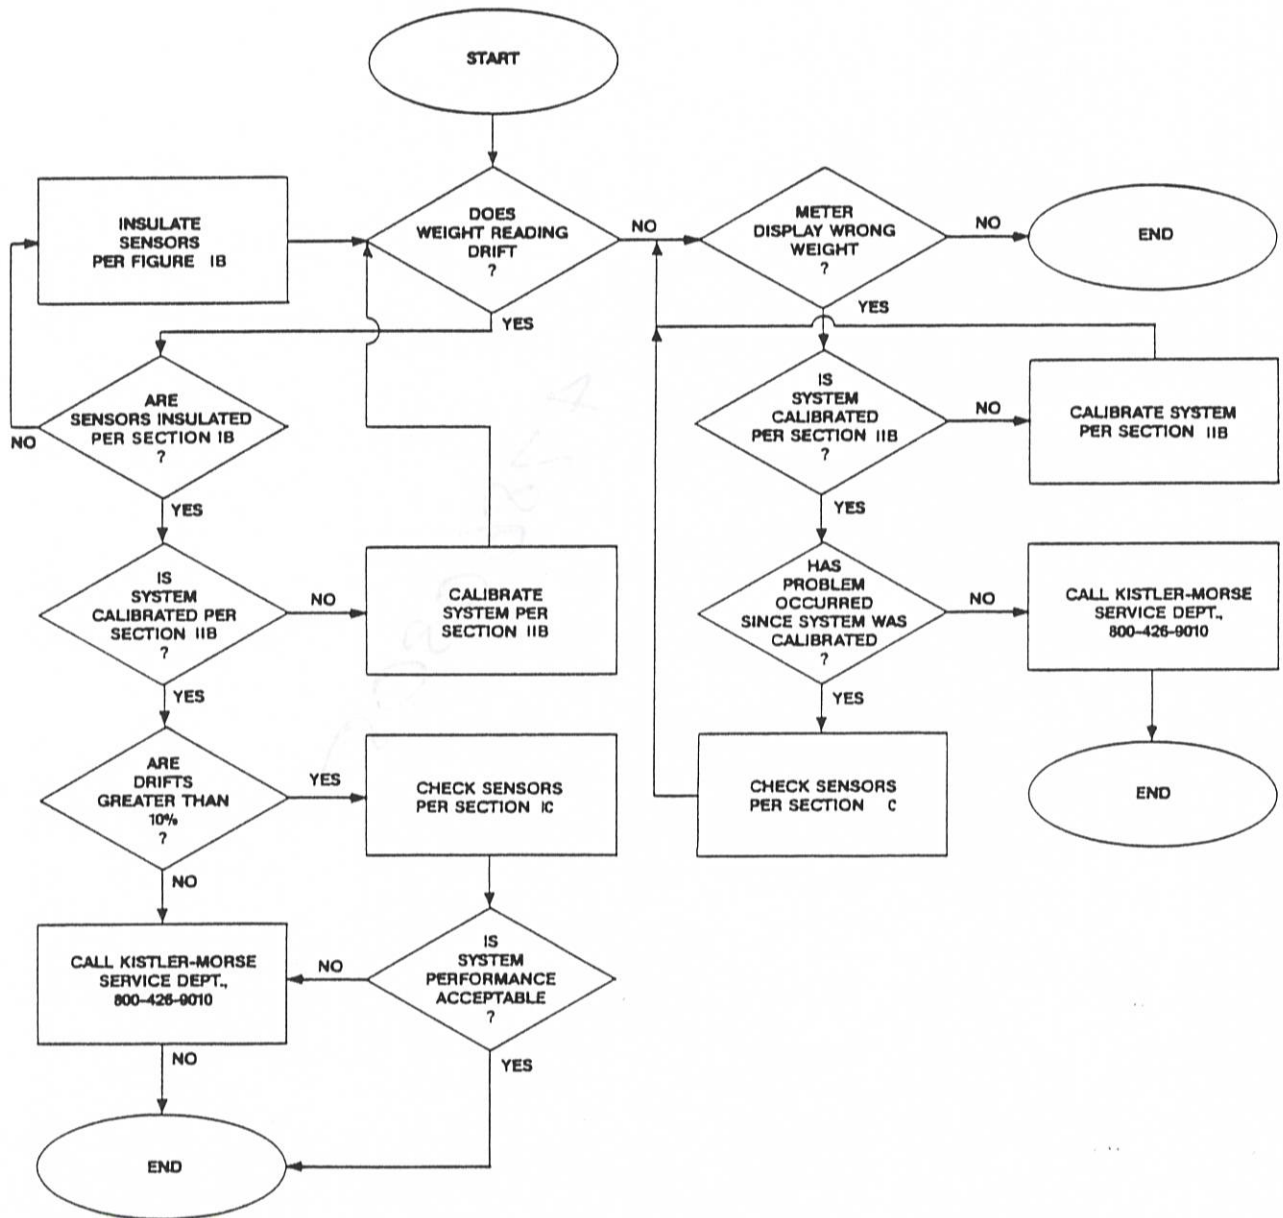 START
INSULATE
SENSORS
PER FIGURE IB
DOES
WEIGHT READING
DRIFT
?
NO
METER
DISPLAY WRONG
WEIGHT
?
NO
END
YES
YES
ARE
SENSORS INSULATED
PER SECTION IB
?
NO
IS
SYSTEM
CALIBRATED
PER SECTION IIB
?
NO
CALIBRATE SYSTEM
PER SECTION IIB
YES
YES
IS
SYSTEM
CALIBRATED PER
SECTION IIB
?
NO
CALIBRATE
SYSTEM PER
SECTION IIB
HAS
PROBLEM
OCCURRED
SINCE SYSTEM WAS
CALIBRATED
?
NO
CALL KISTLER-MORSE
SERVICE DEPT.,
800-426-9010
YES
YES
ARE
DRIFTS
GREATER THAN
10%
?
YES
CHECK SENSORS
PER SECTION IC
CHECK SENSORS
PER SECTION C
END
NO
CALL KISTLER-MORSE
SERVICE DEPT.,
800-426-9010
NO
IS
SYSTEM
PERFORMANCE
ACCEPTABLE
?
NO
YES
END